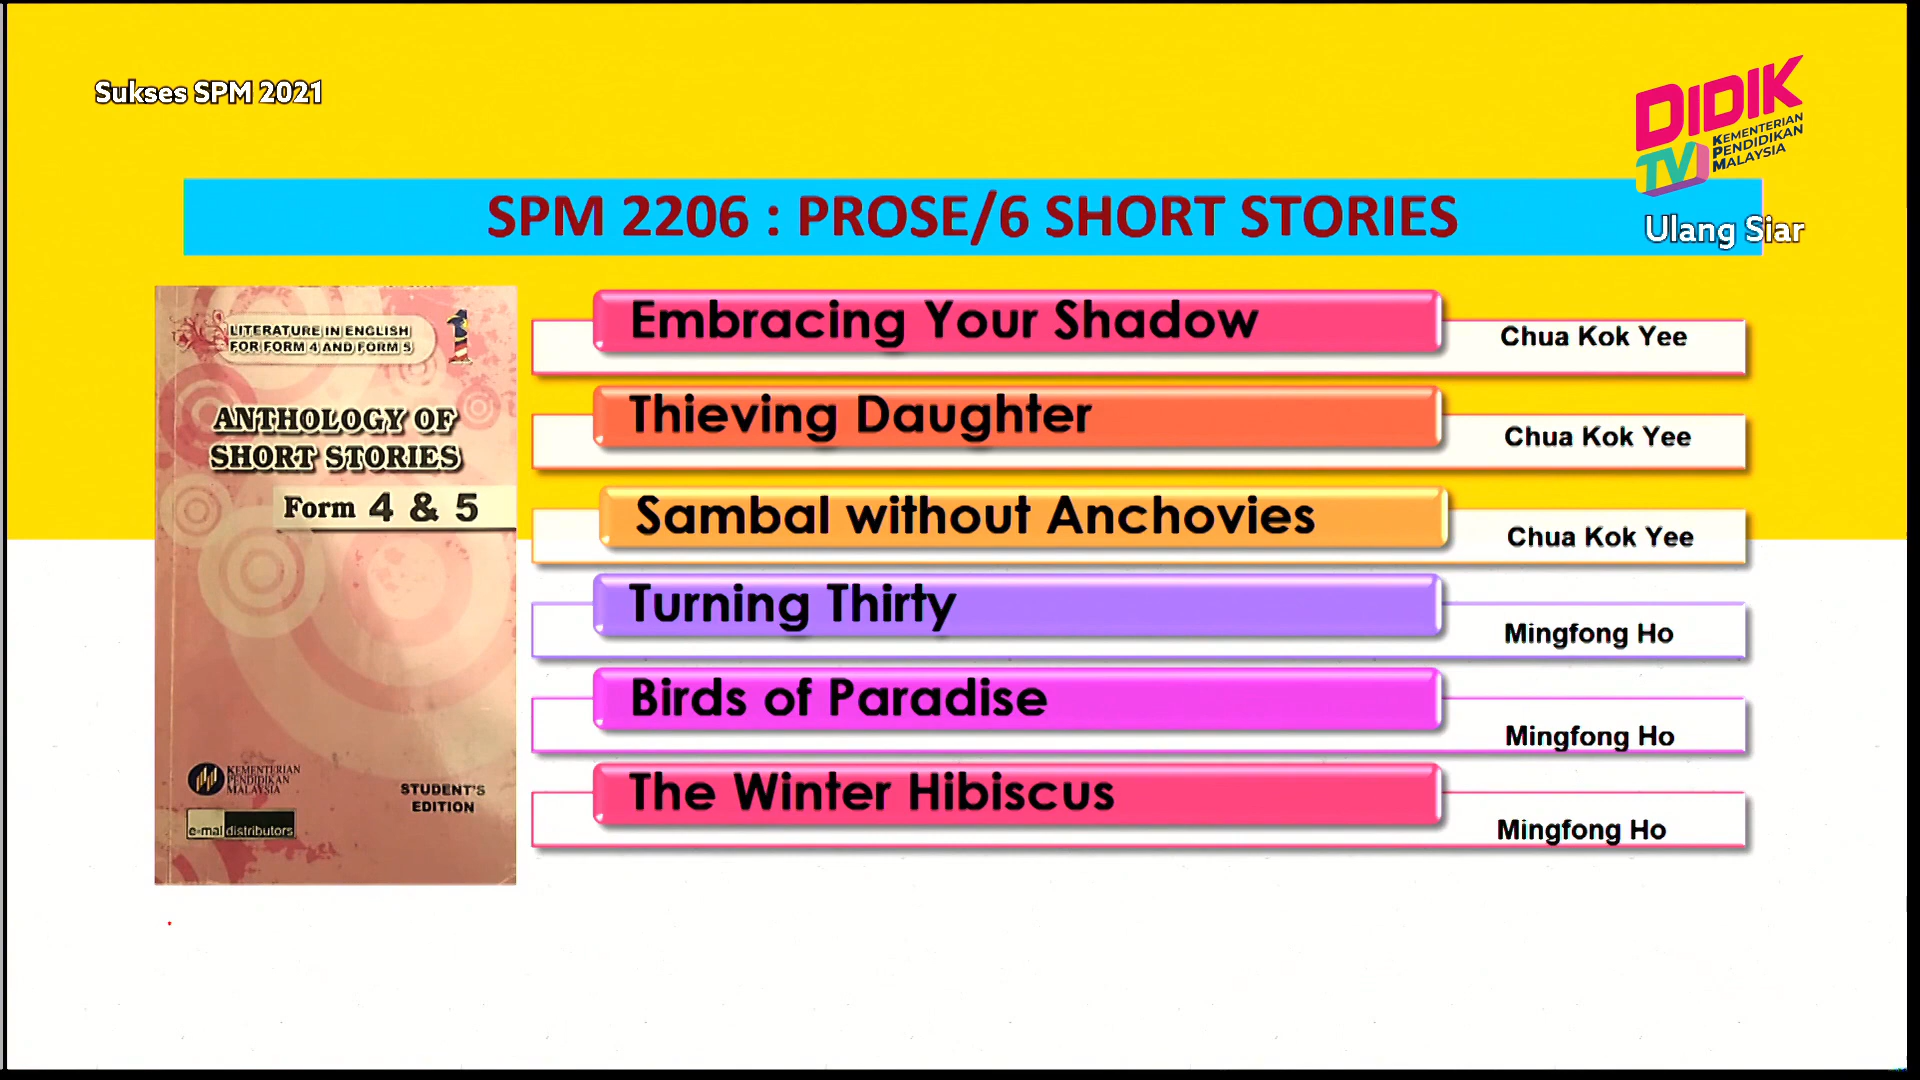 Sukses SPM 2021
DIDIK
TV
KEMENTERIAN
PENDIDIKAN
MALAYSIA
Ulang Siar
SPM 2206 : PROSE/6 SHORT STORIES
LITERATURE IN ENGLISH
FOR FORM 4 AND FORM 5
1
ANTHOLOGY OF
SHORT STORIES
Form 4 & 5
KEMENTERIAN
PENDIDIKAN
MALAYSIA
e-mal distributors
STUDENT'S
EDITION
Embracing Your Shadow
Chua Kok Yee
Thieving Daughter
Chua Kok Yee
Sambal without Anchovies
Chua Kok Yee
Turning Thirty
Mingfong Ho
Birds of Paradise
Mingfong Ho
The Winter Hibiscus
Mingfong Ho